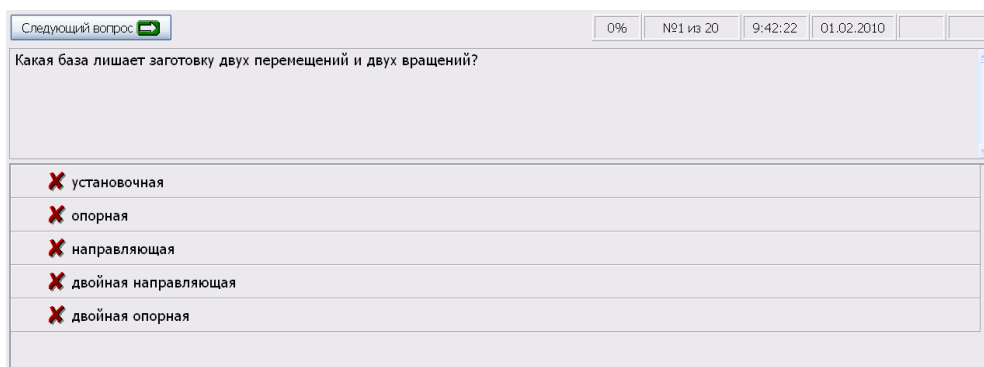 Следующий вопрос 0% №1 из 20 9:42:22 01.02.2010
Какая база лишает заготовку двух перемещений и двух вращений?
установочная
опорная
направляющая
двойная направляющая
двойная опорная